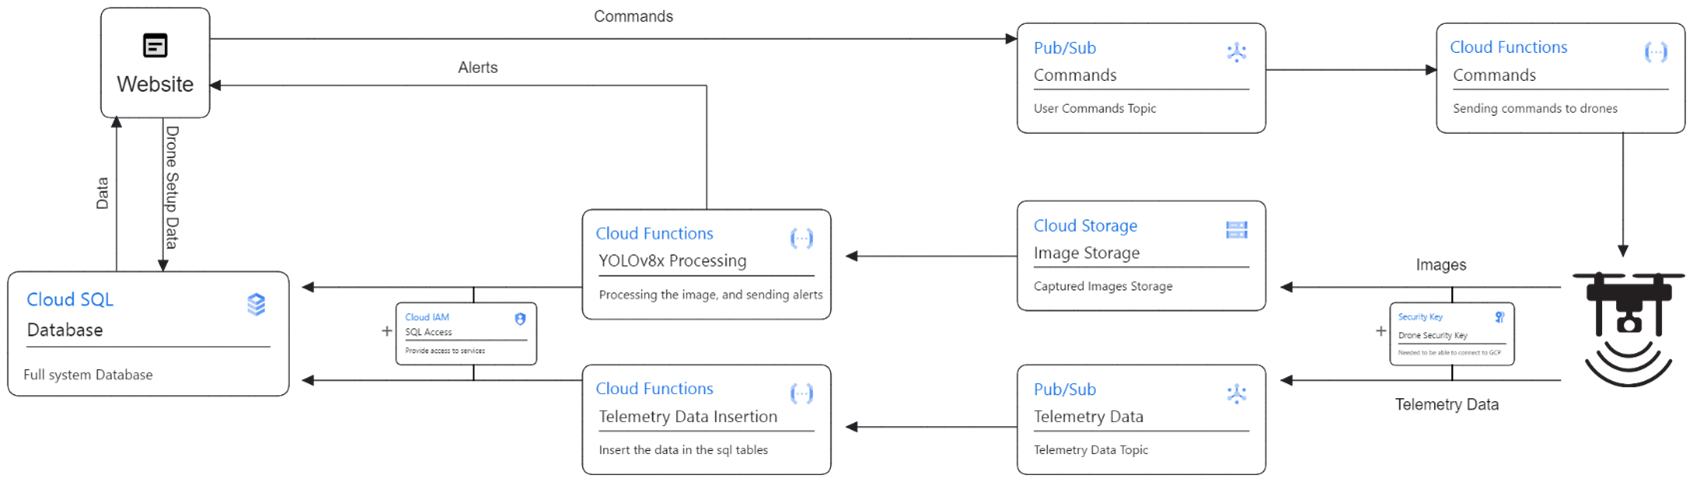 Commands
Website
Alerts
Pub/Sub
Commands
User Commands Topic
Cloud Functions
Commands
Sending commands to drones
Data
Drone Setup Data
Cloud Functions
YOLOv8x Processing
Processing the image, and sending alerts
Cloud Storage
Image Storage
Captured Images Storage
Images
Cloud SQL
Database
Full system Database
+
Cloud IAM
SQL Access
Provide access to services
+
Security Key
Drone Security Key
Needed to be able to connect to GCP
Cloud Functions
Telemetry Data Insertion
Insert the data in the sql tables
Pub/Sub
Telemetry Data
Telemetry Data Topic
Telemetry Data